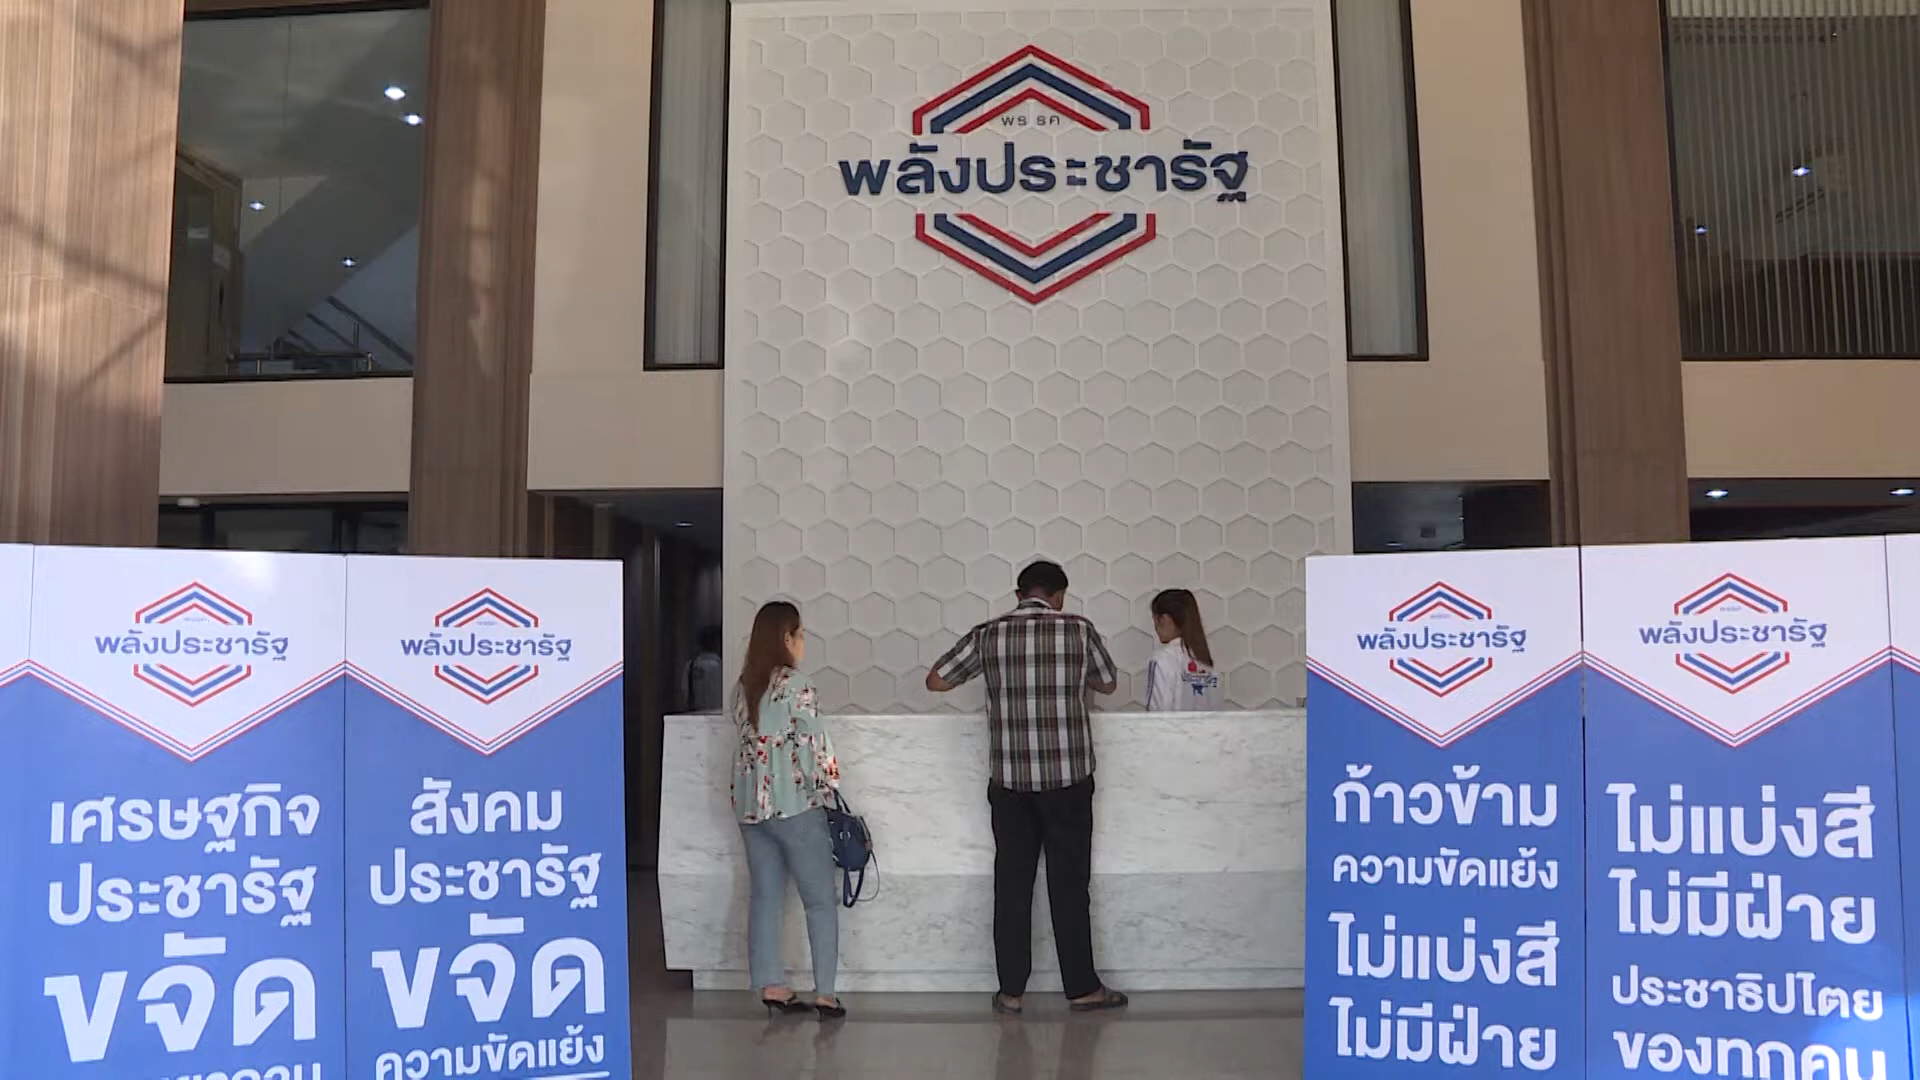 พรรค
พลังประชารัฐ
พลังประชารัฐ
เศรษฐกิจ
ประชารัฐ
ขจัด
พลังประชารัฐ
สังคม
ประชารัฐ
ขจัด
ความขัดแย้ง
ประชารัฐ
พลังประชารัฐ
ก้าวข้าม
ความขัดแย้ง
ไม่แบ่งสี
ไม่มีฝ่าย
พลังประชารัฐ
ไม่แบ่งสี
ไม่มีฝ่าย
ประชาธิปไตย
ของทุกคน